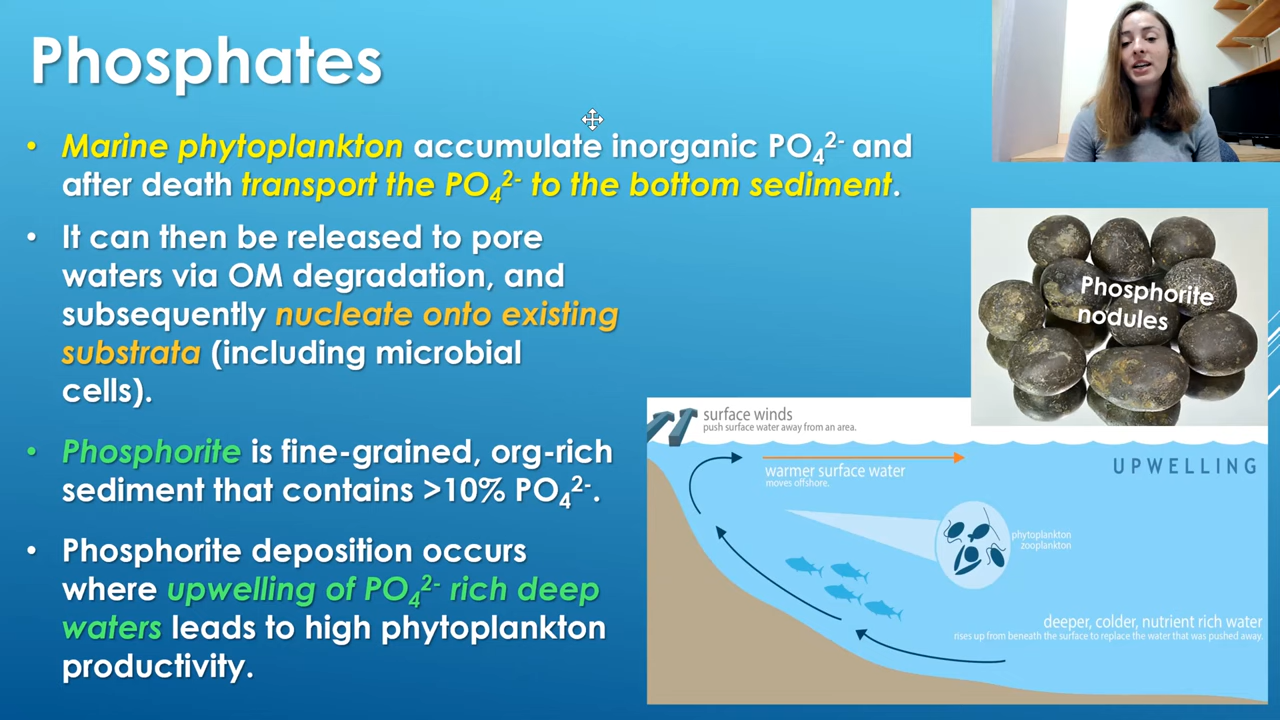 Phosphates
• Marine phytoplankton accumulate inorganic PO₄²⁻ and
after death transport the PO₄²⁻ to the bottom sediment.
• It can then be released to pore
waters via OM degradation, and
subsequently nucleate onto existing
substrata (including microbial
cells).
• Phosphorite is fine-grained, org-rich
sediment that contains >10% PO₄²⁻.
• Phosphorite deposition occurs
where upwelling of PO₄²⁻ rich deep
waters leads to high phytoplankton
productivity.
Phosphorite
nodules
surface winds
push surface water away from an area.
UPWELLING
warmer surface water
moves offshore.
phytoplankton
zooplankton
deeper, colder, nutrient rich water
rises up from beneath the surface to replace the water that was pushed away.